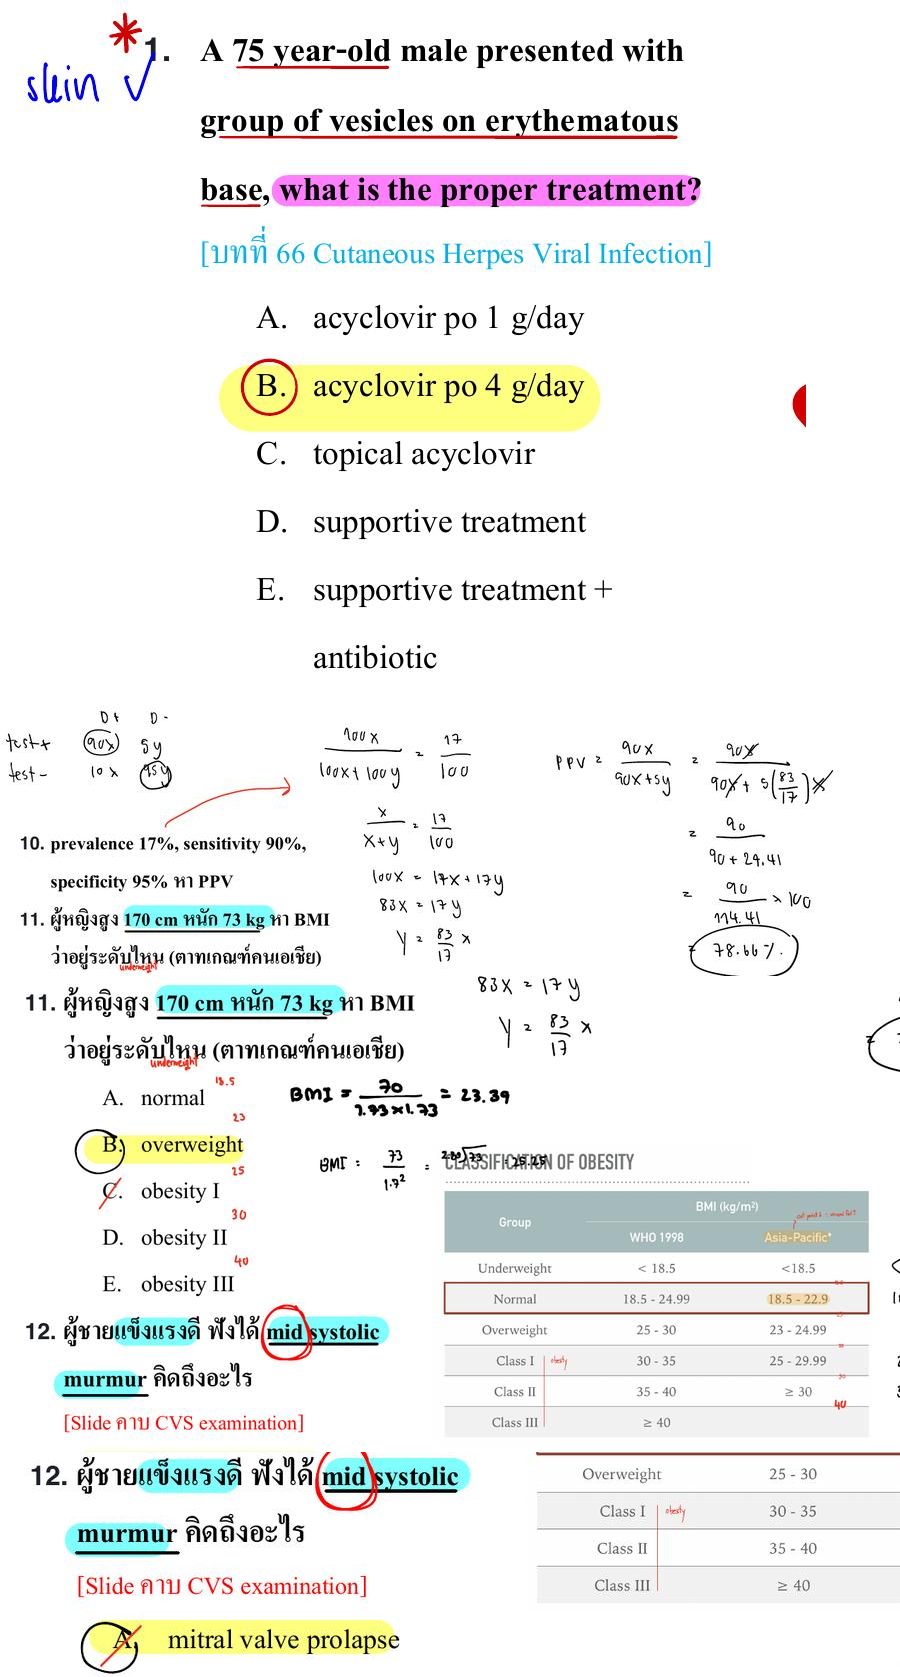 *
skin ✓
1. A 75 year-old male presented with
group of vesicles on erythematous
base, what is the proper treatment?
[บทที่ 66 Cutaneous Herpes Viral Infection]
A. acyclovir po 1 g/day
B. acyclovir po 4 g/day
C. topical acyclovir
D. supportive treatment
E. supportive treatment +
antibiotic
D+ D-
test+ 90x 5y
test- 10x 95y
100x / 100x + 100y = 17 / 100
x / x+y = 17 / 100
100x = 17x + 17y
83x = 17y
y = 83/17 x
PPV = 90x / 90x+5y = 90x / 90x + 5(83/17)x
= 90 / 90 + 24.41
= 90 / 114.41 × 100
= 78.66 %.
10. prevalence 17%, sensitivity 90%,
specificity 95% หา PPV
11. ผู้หญิงสูง 170 cm หนัก 73 kg หา BMI
ว่าอยู่ระดับไหน (ตาทเกณฑ์คนเอเชีย)
underweight
83x = 17y
y = 83/17 x
11. ผู้หญิงสูง 170 cm หนัก 73 kg หา BMI
ว่าอยู่ระดับไหน (ตาทเกณฑ์คนเอเชีย)
underweight
18.5
A. normal
23
B. overweight
25
C. obesity I
30
D. obesity II
40
E. obesity III
BMI = 70 / 1.73×1.73 = 23.39
BMI = 73 / 1.7² = = 25.25
CLASSIFICATION OF OBESITY
Group BMI (kg/m²)
WHO 1998 Asia-Pacific*
Underweight < 18.5 <18.5
Normal 18.5 - 24.99 18.5 - 22.9
Overweight 25 - 30 23 - 24.99
Class I obesity 30 - 35 25 - 29.99
Class II 35 - 40 ≥ 30
40
Class III ≥ 40
12. ผู้ชายแข็งแรงดี ฟังได้ mid systolic
murmur คิดถึงอะไร
[Slide คาบ CVS examination]
12. ผู้ชายแข็งแรงดี ฟังได้ mid systolic
murmur คิดถึงอะไร
[Slide คาบ CVS examination]
A. mitral valve prolapse
Overweight 25 - 30
Class I obesity 30 - 35
Class II 35 - 40
Class III ≥ 40